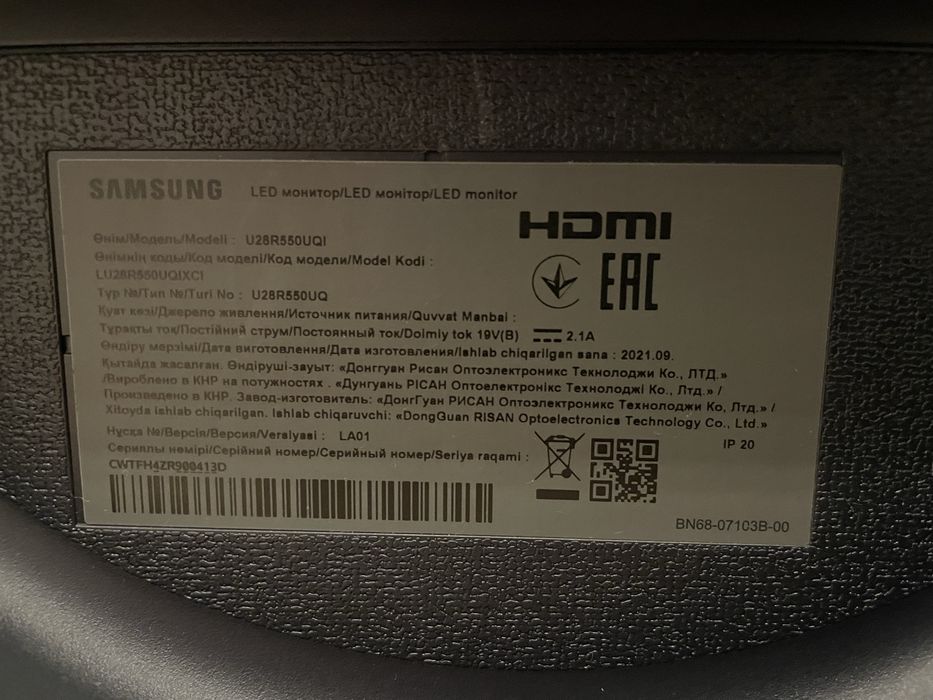 SAMSUNG LED монитор/LED монітор/LED monitor
HDMI
Өнім/Модель/Modeli : U28R550UQI
Өнімнің коды/Код моделі/Код модели/Model Kodi :
LU28R550UQIXCI
EAC
Түр №/Тип №/Turi No : U28R550UQ
Қуат көзі/Джерело живлення/Источник питания/Quvvat Manbai :
Тұрақты ток/Постійний струм/Постоянный ток/Doimiy tok 19V(B) 2.1A
Өндіру мерзімі/Дата виготовлення/Дата изготовления/Ishlab chiqarilgan sana : 2021.09.
Қытайда жасалған. Өндіруші-зауыт: «Донггуан Рисан Оптоэлектроникс Текнолоджи Ко., ЛТД.»
/Вироблено в КНР на потужностях . «Дунгуань РІСАН Оптоелектронікс Технолоджі Ко., Лтд.» /
Произведено в КНР. Завод-изготовитель: «ДонгГуан РИСАН Оптоэлектроникс Технолоджи Ко, Лтд.» /
Xitoyda ishlab chiqarilgan. Ishlab chiqaruvchi: «DongGuan RISAN Optoelectronics Technology Co., Ltd.»
Нұсқа №/Версія/Версия/Versiyasi : LA01
IP 20
Сериялы нөмірі/Серійний номер/Серийный номер/Seriya raqami :
CWTFH4ZR900413D
BN68-07103B-00